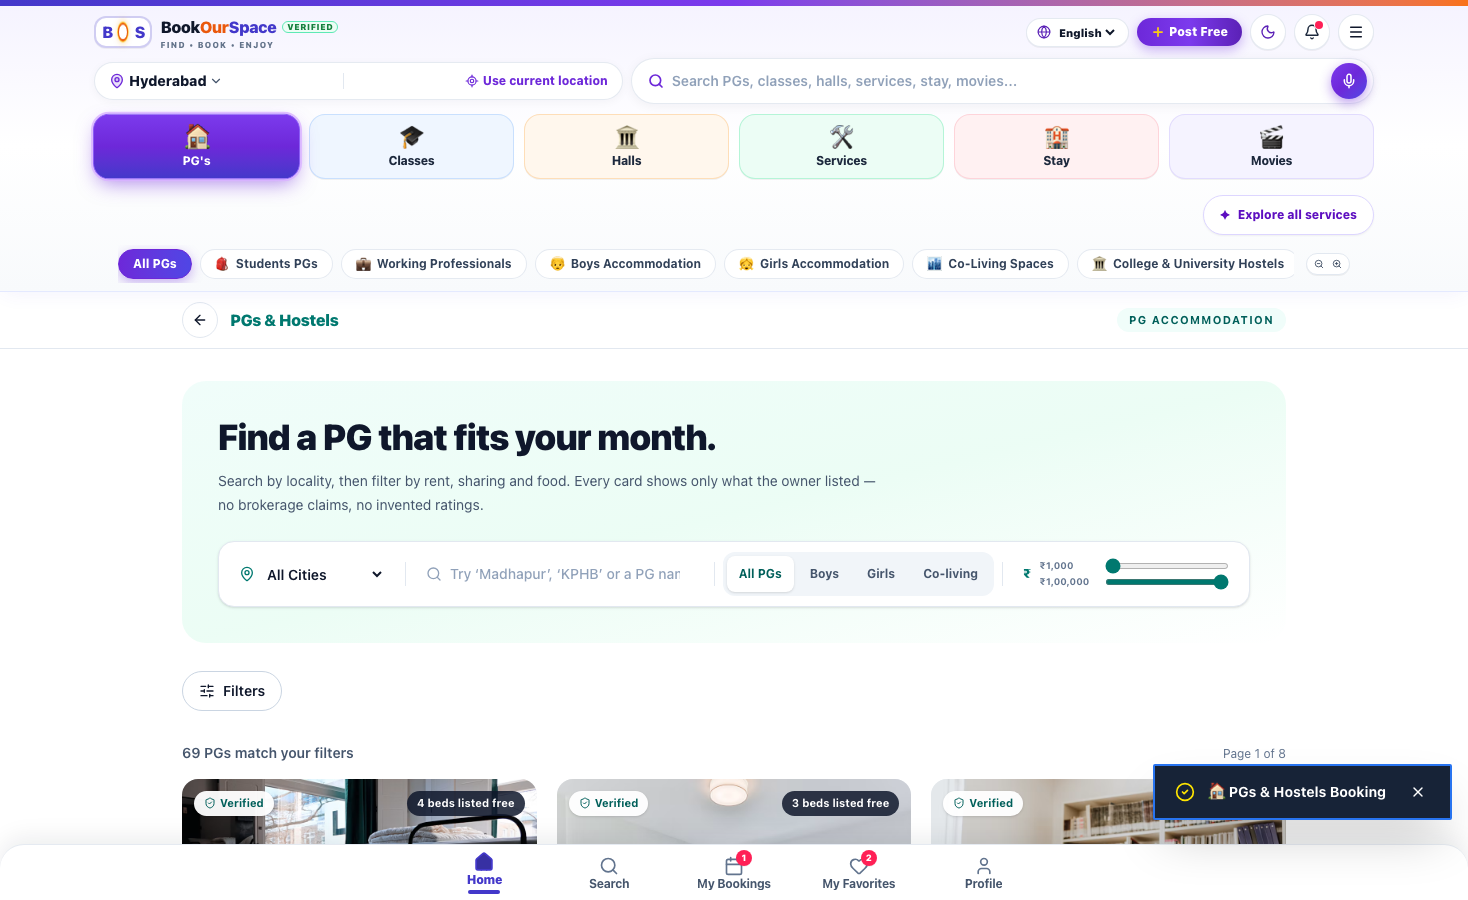 B O S
BookOurSpace VERIFIED
FIND • BOOK • ENJOY
English
+ Post Free
Hyderabad
Use current location
Search PGs, classes, halls, services, stay, movies...
PG's
Classes
Halls
Services
Stay
Movies
Explore all services
All PGs
Students PGs
Working Professionals
Boys Accommodation
Girls Accommodation
Co-Living Spaces
College & University Hostels
PGs & Hostels
PG ACCOMMODATION
Find a PG that fits your month.
Search by locality, then filter by rent, sharing and food. Every card shows only what the owner listed —
no brokerage claims, no invented ratings.
All Cities
Try ‘Madhapur’, ‘KPHB’ or a PG nar
All PGs
Boys
Girls
Co-living
₹
₹1,000
₹1,00,000
Filters
69 PGs match your filters
Page 1 of 8
Verified
4 beds listed free
Verified
3 beds listed free
Verified
PGs & Hostels Booking
Home
Search
1
My Bookings
2
My Favorites
Profile